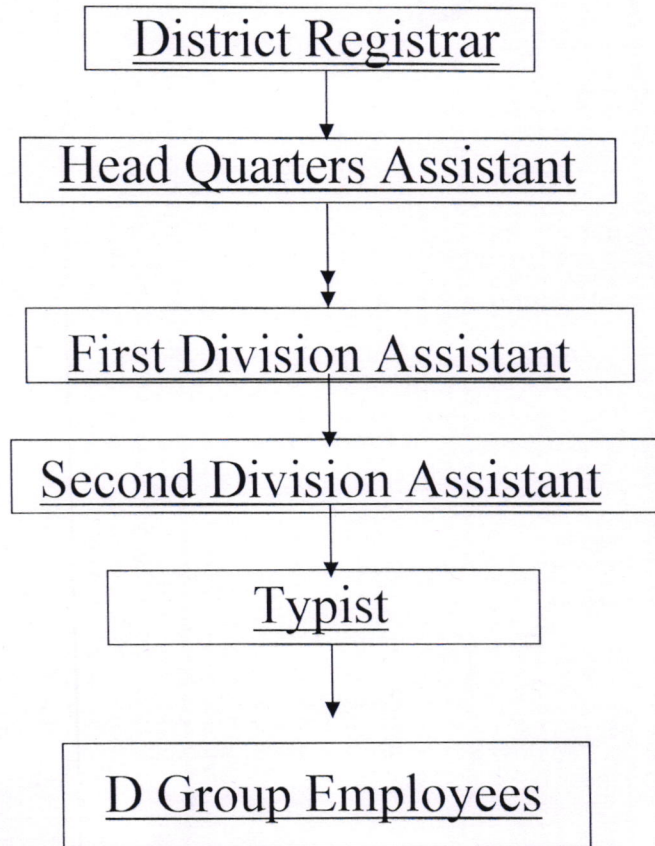 District Registrar
Head Quarters Assistant
First Division Assistant
Second Division Assistant
Typist
D Group Employees